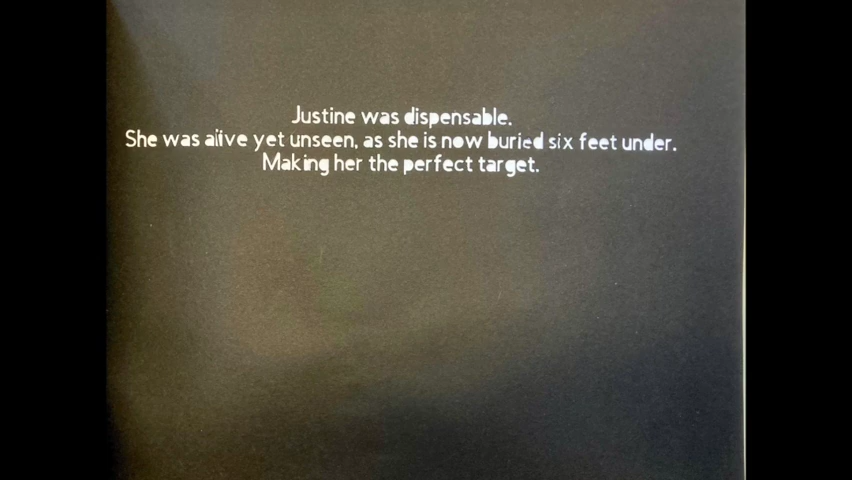 Justine was dispensable.
She was alive yet unseen, as she is now buried six feet under.
Making her the perfect target.